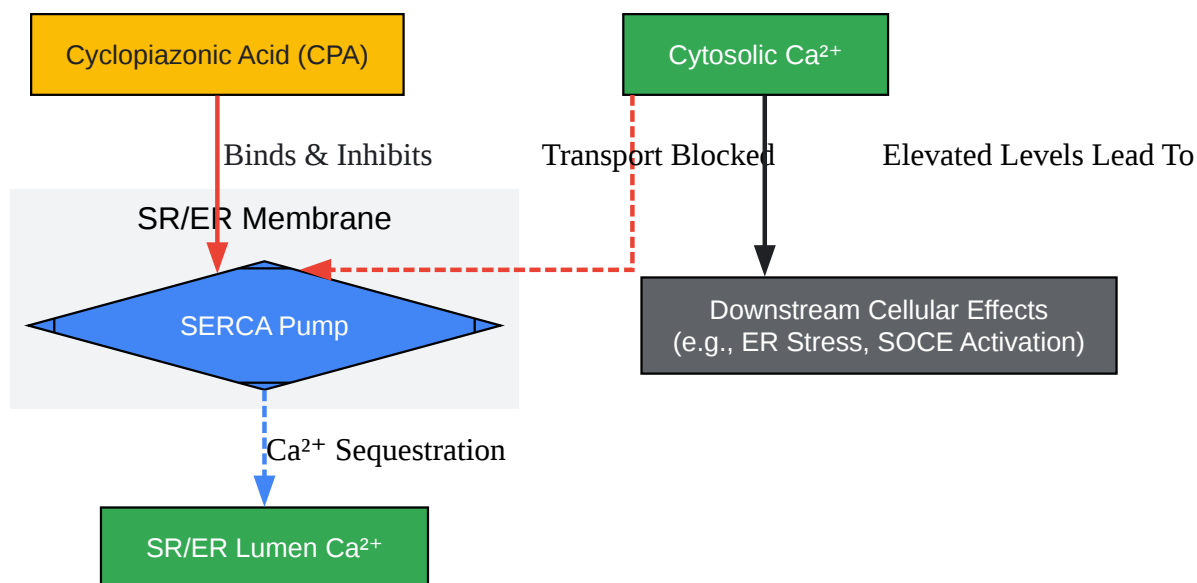 Cyclopiazonic Acid (CPA)
Cytosolic Ca²⁺
Binds & Inhibits
Transport Blocked
Elevated Levels Lead To
SR/ER Membrane
SERCA Pump
Downstream Cellular Effects
(e.g., ER Stress, SOCE Activation)
Ca²⁺ Sequestration
SR/ER Lumen Ca²⁺